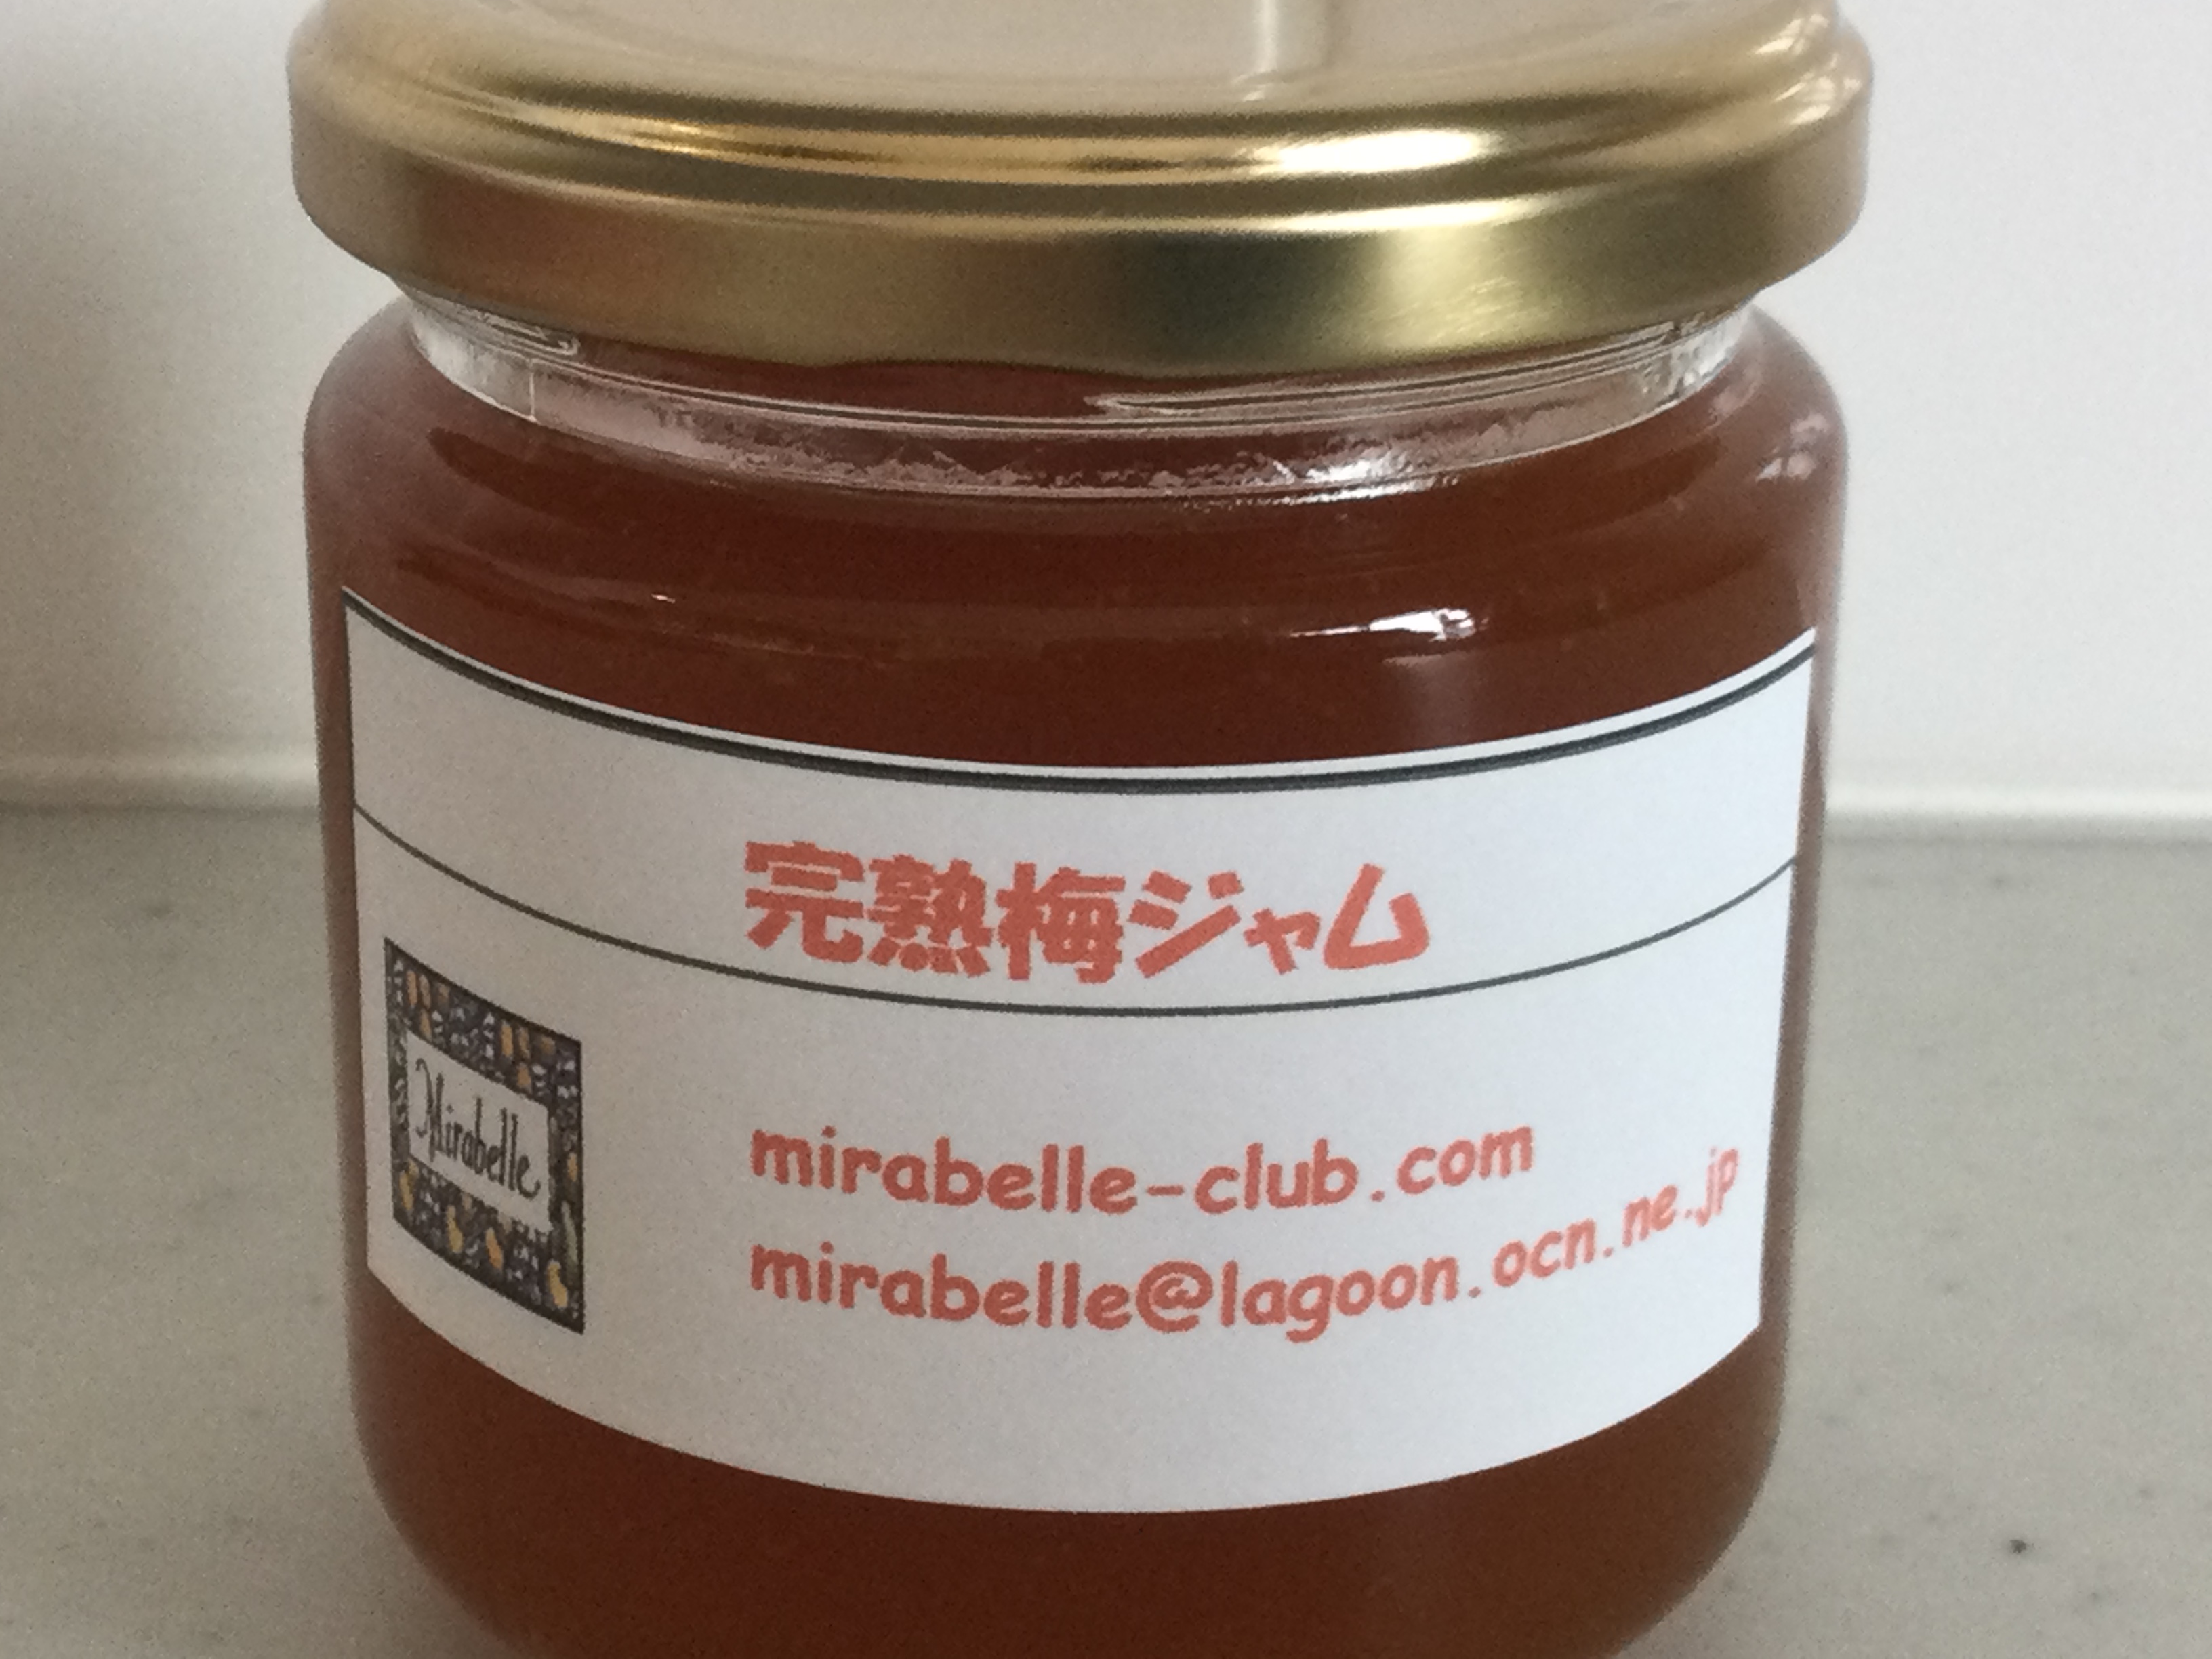 完熟梅ジャム
Mirabelle
mirabelle-club.com
mirabelle@lagoon.ocn.ne.jp